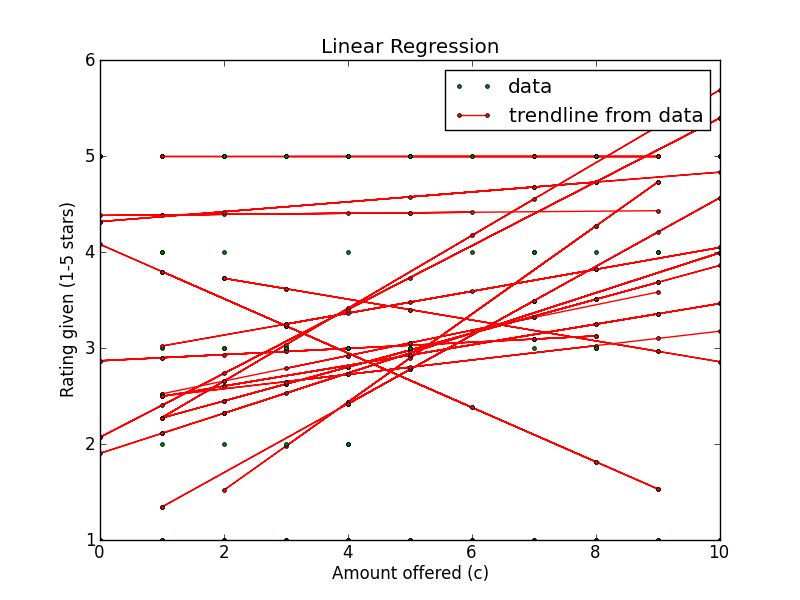 Linear Regression
data
trendline from data
6
5
4
3
2
1
Rating given (1-5 stars)
0
2
4
6
8
10
Amount offered (c)